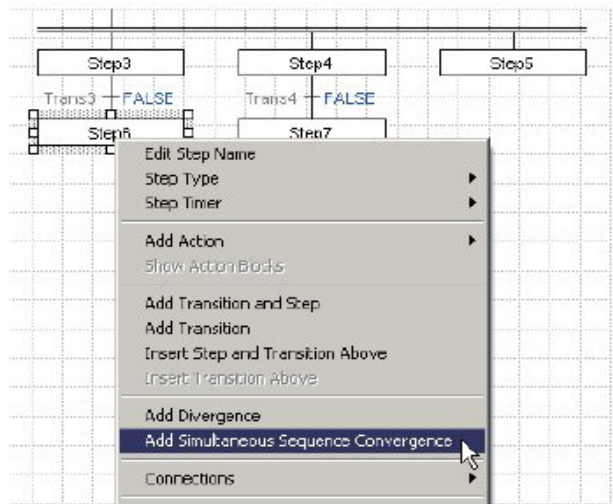 Step3 Step4 Step5
Trans3 FALSE Trans4 FALSE
Step6 Step7
Edit Step Name
Step Type
Step Timer
Add Action
Show Action Blocks
Add Transition and Step
Add Transition
Insert Step and Transition Above
Insert Transition Above
Add Divergence
Add Simultaneous Sequence Convergence
Connections